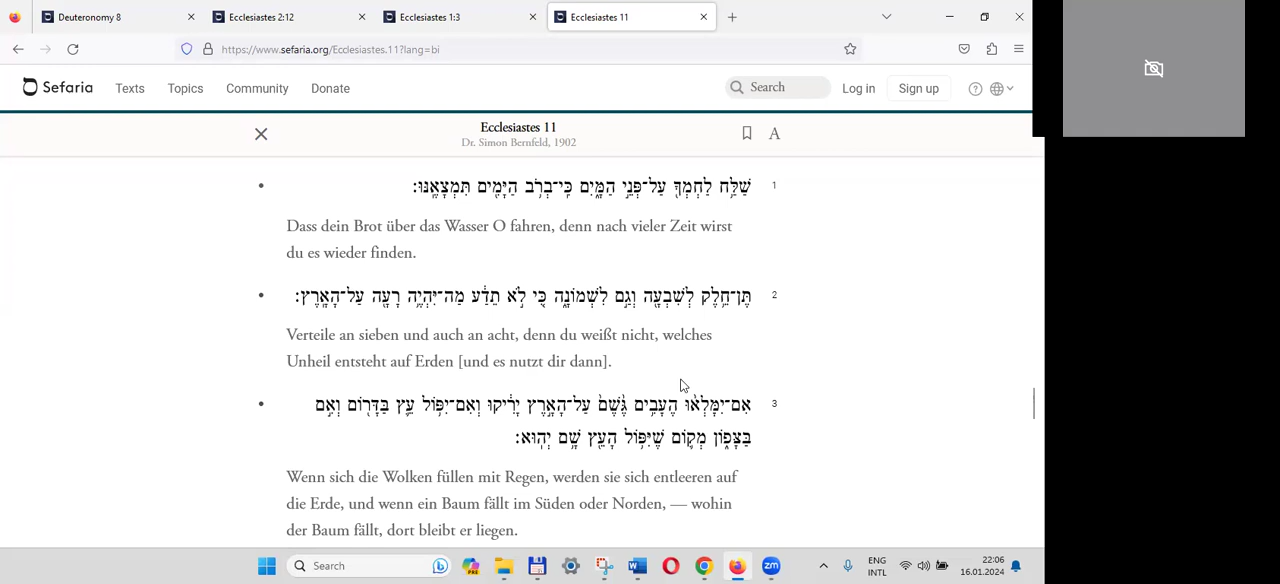 Deuteronomy 8
Ecclesiastes 2:12
Ecclesiastes 1:3
Ecclesiastes 11
https://www.sefaria.org/Ecclesiastes.11?lang=bi
Sefaria
Texts
Topics
Community
Donate
Search
Log in
Sign up
Ecclesiastes 11
Dr. Simon Bernfeld, 1902
A
1
שַׁלַּ֥ח לַחְמְךָ֖ עַל־פְּנֵ֣י הַמָּ֑יִם כִּֽי־בְרֹ֥ב הַיָּמִ֖ים תִּמְצָאֶֽנּוּ׃
Dass dein Brot über das Wasser O fahren, denn nach vieler Zeit wirst
du es wieder finden.
2
תֶּן־חֵ֥לֶק לְשִׁבְעָ֖ה וְגַ֣ם לִשְׁמוֹנָ֑ה כִּ֚י לֹ֣א תֵדַ֔ע מַה־יִּהְיֶ֥ה רָעָ֖ה עַל־הָאָֽרֶץ׃
Verteile an sieben und auch an acht, denn du weißt nicht, welches
Unheil entsteht auf Erden [und es nutzt dir dann].
3
אִם־יִמָּלְא֨וּ הֶעָבִ֥ים גֶּ֙שֶׁם֙ עַל־הָאָ֣רֶץ יָרִ֔יקוּ וְאִם־יִפּ֥וֹל עֵ֛ץ בַּדָּר֖וֹם וְאִ֣ם
בַּצָּפ֑וֹן מְק֛וֹם שֶׁיִּפּ֥וֹל הָעֵ֖ץ שָׁ֥ם יְהֽוּא׃
Wenn sich die Wolken füllen mit Regen, werden sie sich entleeren auf
die Erde, und wenn ein Baum fällt im Süden oder Norden, — wohin
der Baum fällt, dort bleibt er liegen.
Search
PRE
W
zm
ENG
INTL
22:06
16.01.2024